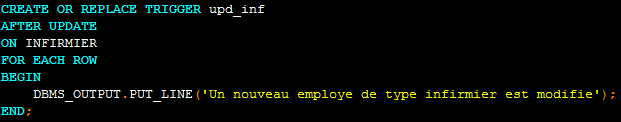 CREATE OR REPLACE TRIGGER upd_inf
AFTER UPDATE
ON INFIRMIER
FOR EACH ROW
BEGIN
    DBMS_OUTPUT.PUT_LINE('Un nouveau employe de type infirmier est modifie');
END;